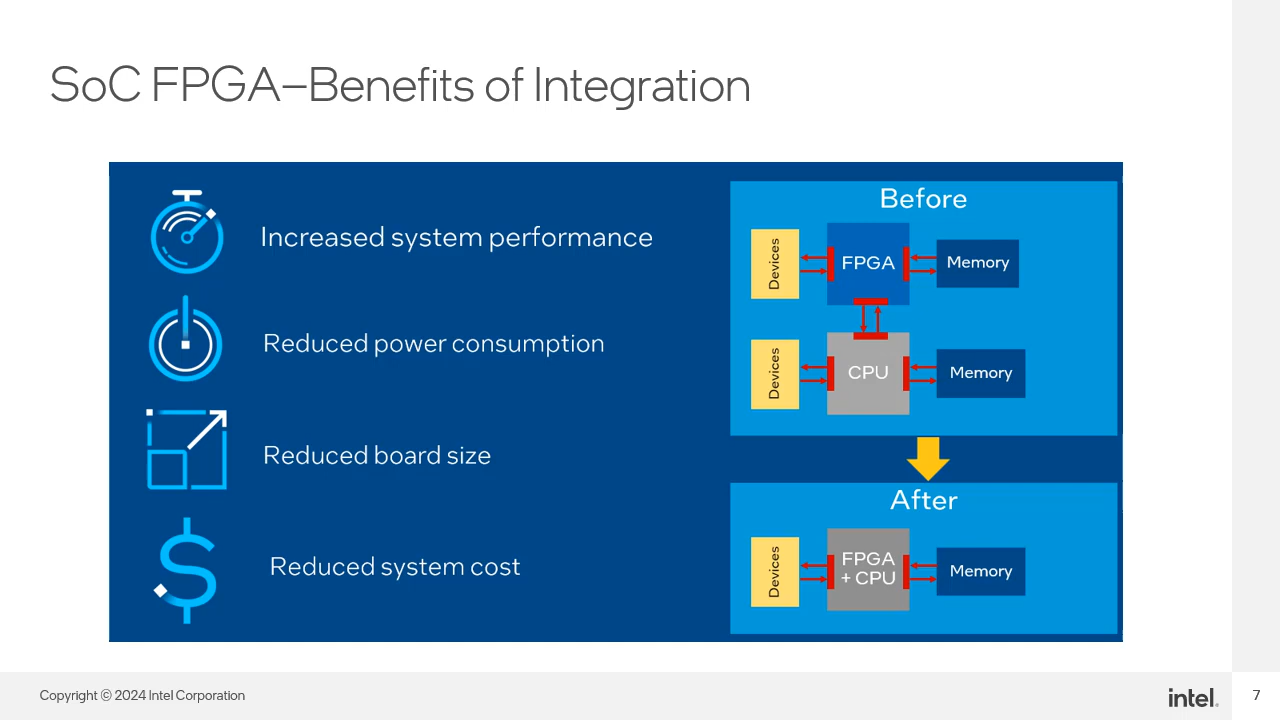 SoC FPGA—Benefits of Integration
Increased system performance
Reduced power consumption
Reduced board size
Reduced system cost
Before
Devices
FPGA
Memory
Devices
CPU
Memory
After
Devices
FPGA
+ CPU
Memory
Copyright © 2024 Intel Corporation
intel.
7